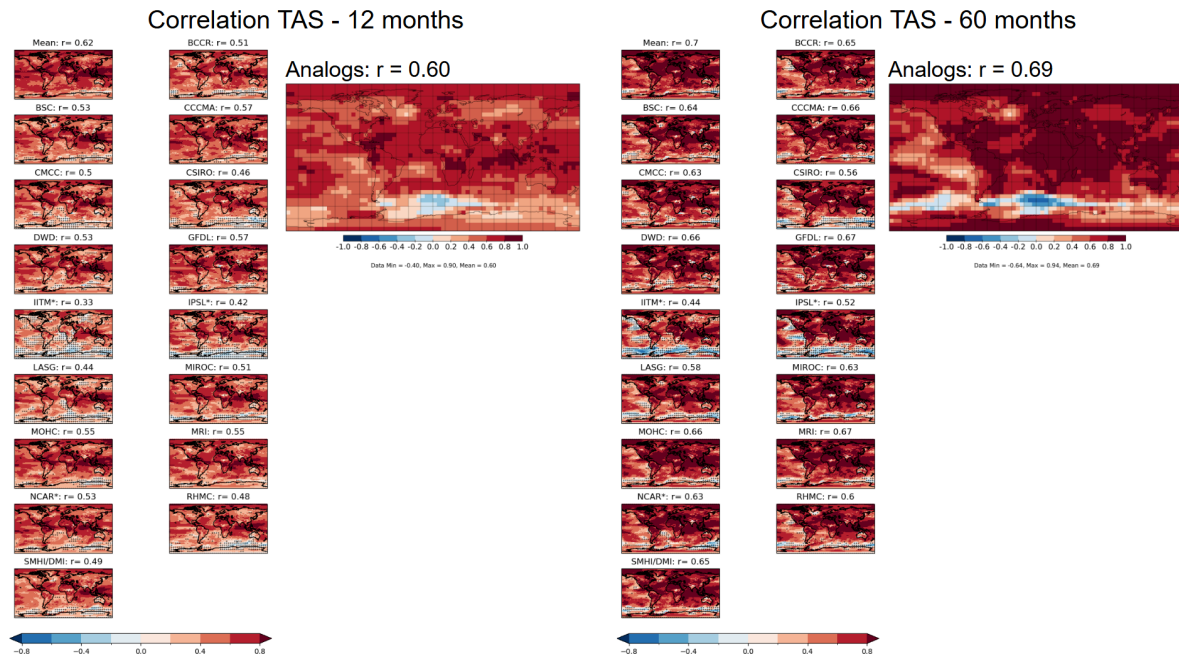 Correlation TAS - 12 months
Mean: r= 0.62
BCCR: r= 0.51
Analogs: r = 0.60
BSC: r= 0.53
CCCMA: r= 0.57
CMCC: r= 0.5
CSIRO: r= 0.46
-1.0 -0.8 -0.6 -0.4 -0.2 0.0 0.2 0.4 0.6 0.8 1.0
DWD: r= 0.53
GFDL: r= 0.57
Data Min = -0.40, Max = 0.90, Mean = 0.60
IITM*: r= 0.33
IPSL*: r= 0.42
LASG: r= 0.44
MIROC: r= 0.51
MOHC: r= 0.55
MRI: r= 0.55
NCAR*: r= 0.53
RHMC: r= 0.48
SMHI/DMI: r= 0.49
−0.8 −0.4 0.0 0.4 0.8
Correlation TAS - 60 months
Mean: r= 0.7
BCCR: r= 0.65
Analogs: r = 0.69
BSC: r= 0.64
CCCMA: r= 0.66
CMCC: r= 0.63
CSIRO: r= 0.56
-1.0 -0.8 -0.6 -0.4 -0.2 0.0 0.2 0.4 0.6 0.8 1.0
DWD: r= 0.66
GFDL: r= 0.67
Data Min = -0.64, Max = 0.94, Mean = 0.69
IITM*: r= 0.44
IPSL*: r= 0.52
LASG: r= 0.58
MIROC: r= 0.63
MOHC: r= 0.66
MRI: r= 0.67
NCAR*: r= 0.63
RHMC: r= 0.6
SMHI/DMI: r= 0.65
−0.8 −0.4 0.0 0.4 0.8